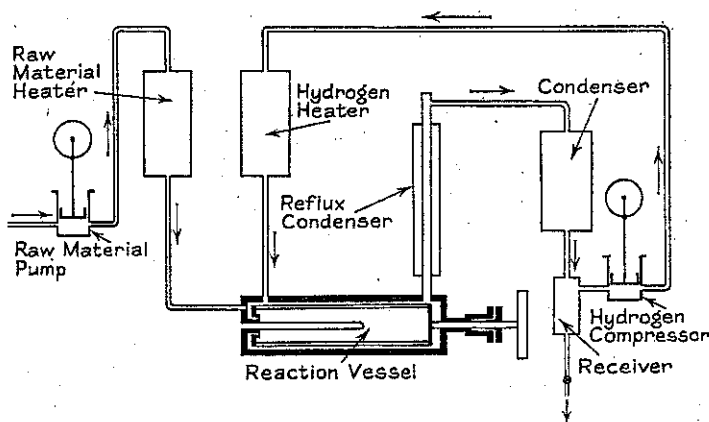 Raw
Material
Heater
Hydrogen
Heater
Condenser
Reflux
Condenser
Raw Material
Pump
Hydrogen
Compressor
Receiver
Reaction Vessel